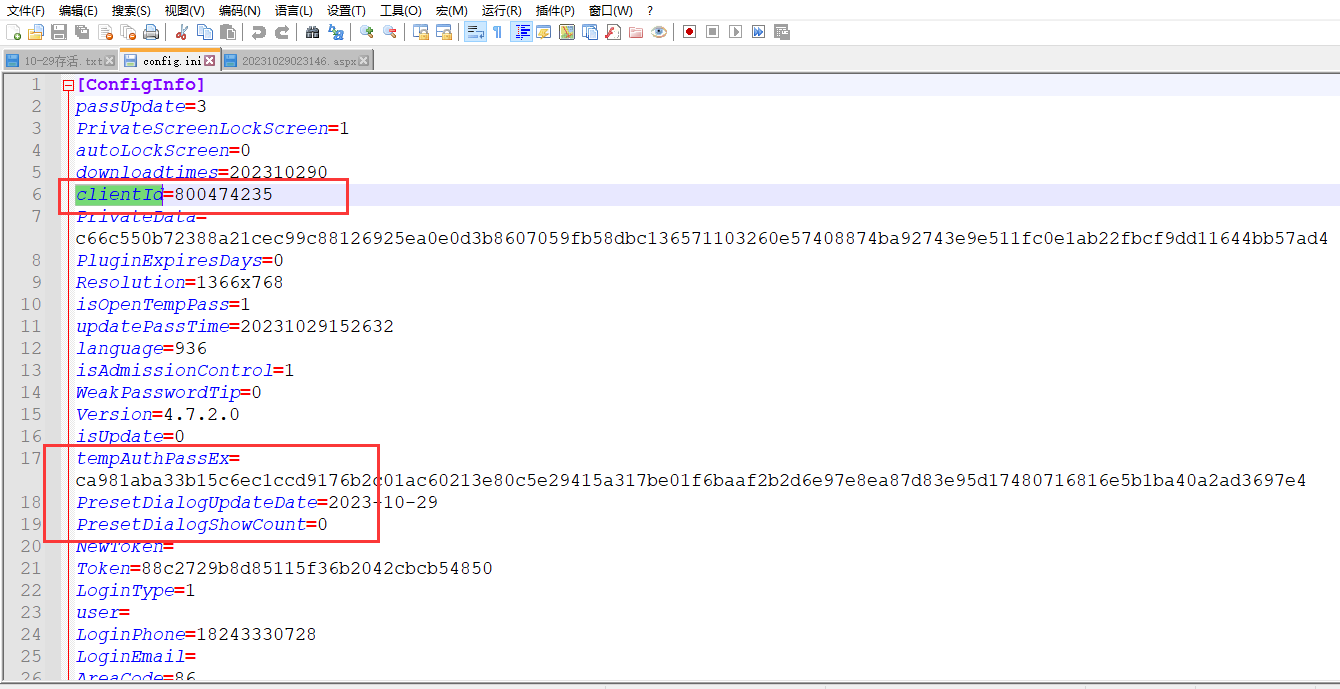 文件(F) 编辑(E) 搜索(S) 视图(V) 编码(N) 语言(L) 设置(T) 工具(O) 宏(M) 运行(R) 插件(P) 窗口(W) ?
10-29存活.txt config.ini 20231029023146.aspx
1 [ConfigInfo]
2 passUpdate=3
3 PrivateScreenLockScreen=1
4 autoLockScreen=0
5 downloadtimes=202310290
6 clientId=800474235
7 PrivateData=
c66c550b72388a21cec99c88126925ea0e0d3b8607059fb58dbc136571103260e57408874ba92743e9e511fc0e1ab22fbcf9dd11644bb57ad4
8 PluginExpiresDays=0
9 Resolution=1366x768
10 isOpenTempPass=1
11 updatePassTime=20231029152632
12 language=936
13 isAdmissionControl=1
14 WeakPasswordTip=0
15 Version=4.7.2.0
16 isUpdate=0
17 tempAuthPassEx=
ca981aba33b15c6ec1ccd9176b2c01ac60213e80c5e29415a317be01f6baaf2b2d6e97e8ea87d83e95d17480716816e5b1ba40a2ad3697e4
18 PresetDialogUpdateDate=2023-10-29
19 PresetDialogShowCount=0
20 NewToken=
21 Token=88c2729b8d85115f36b2042cbcb54850
22 LoginType=1
23 user=
24 LoginPhone=18243330728
25 LoginEmail=
26 AreaCode=86